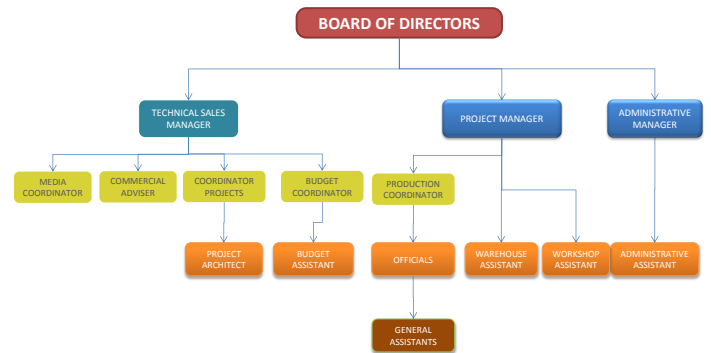 BOARD OF DIRECTORS
TECHNICAL SALES
MANAGER
PROJECT MANAGER
ADMINISTRATIVE
MANAGER
MEDIA
COORDINATOR
COMMERCIAL
ADVISER
COORDINATOR
PROJECTS
BUDGET
COORDINATOR
PRODUCTION
COORDINATOR
PROJECT
ARCHITECT
BUDGET
ASSISTANT
OFFICIALS
WAREHOUSE
ASSISTANT
WORKSHOP
ASSISTANT
ADMINISTRATIVE
ASSISTANT
GENERAL
ASSISTANTS